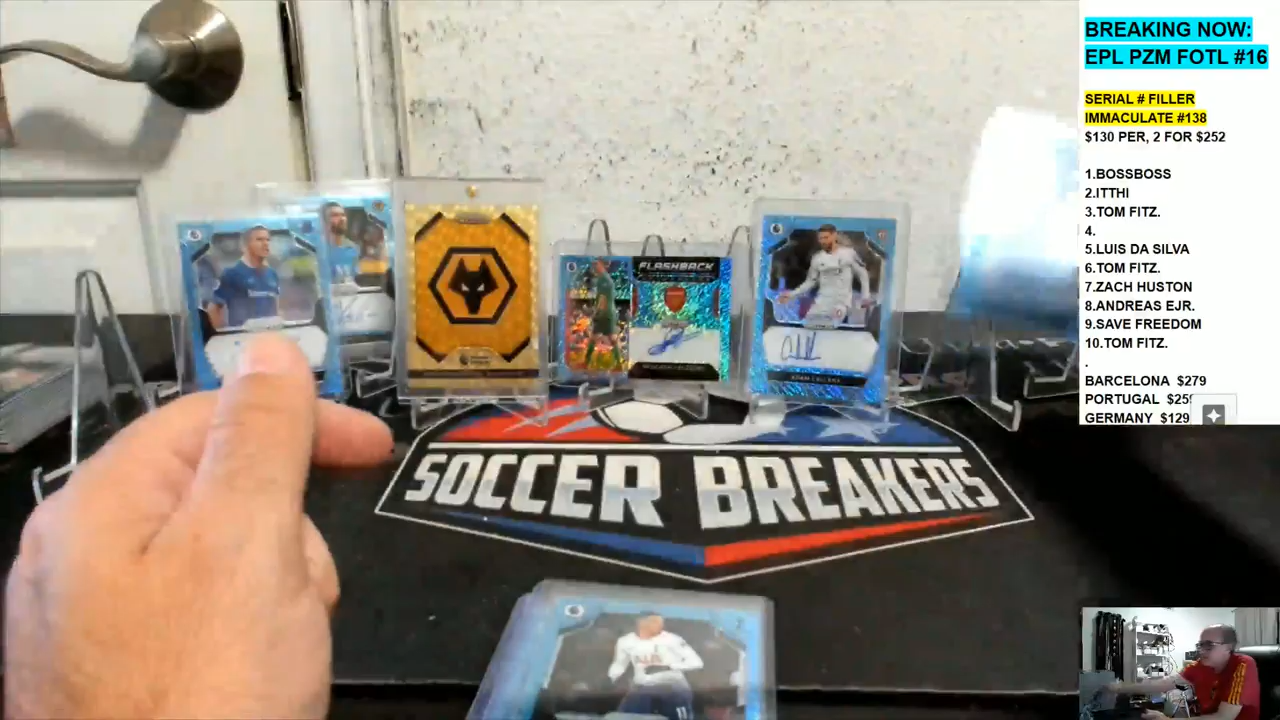 BREAKING NOW:
EPL PZM FOTL #16
SERIAL # FILLER
IMMACULATE #138
$130 PER, 2 FOR $252
1.BOSSBOSS
2.ITTHI
3.TOM FITZ.
4.
5.LUIS DA SILVA
6.TOM FITZ.
7.ZACH HUSTON
8.ANDREAS EJR.
9.SAVE FREEDOM
10.TOM FITZ.
.
BARCELONA $279
PORTUGAL $259
GERMANY $129
FLASHBACK
SOCCER BREAKERS